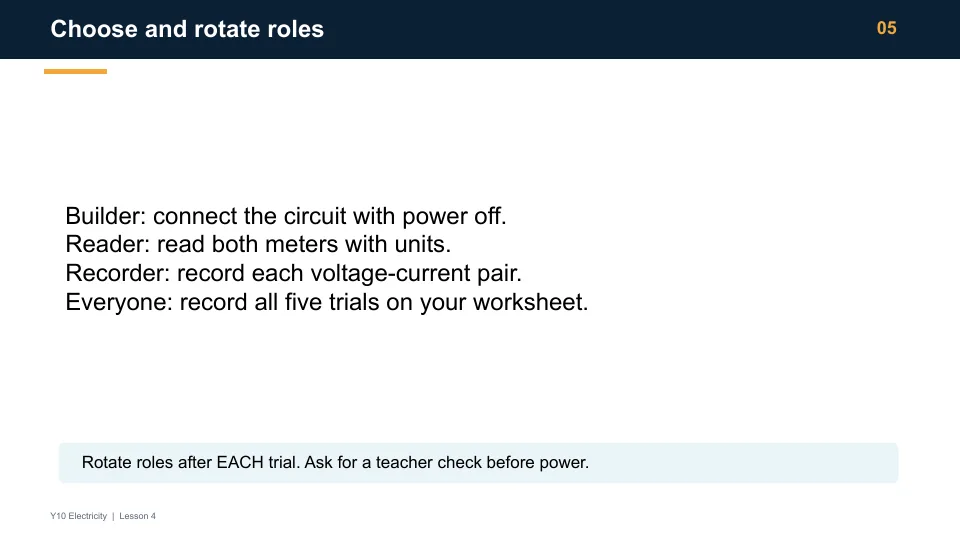 Choose and rotate roles
05
Builder: connect the circuit with power off.
Reader: read both meters with units.
Recorder: record each voltage-current pair.
Everyone: record all five trials on your worksheet.
Rotate roles after EACH trial. Ask for a teacher check before power.
Y10 Electricity | Lesson 4